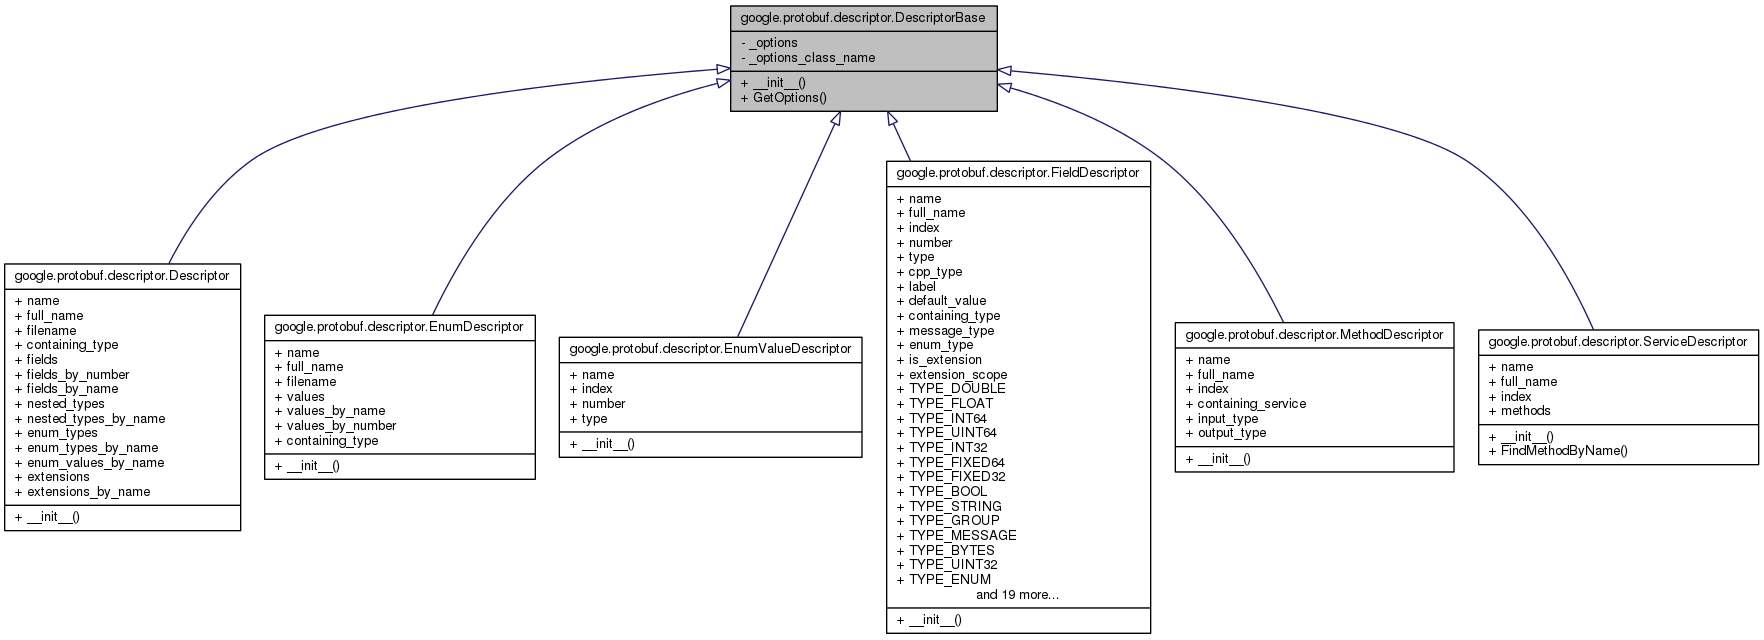 google.protobuf.descriptor.DescriptorBase
- _options
- _options_class_name
+ __init__()
+ GetOptions()
google.protobuf.descriptor.Descriptor
+ name
+ full_name
+ filename
+ containing_type
+ fields
+ fields_by_number
+ fields_by_name
+ nested_types
+ nested_types_by_name
+ enum_types
+ enum_types_by_name
+ enum_values_by_name
+ extensions
+ extensions_by_name
+ __init__()
google.protobuf.descriptor.EnumDescriptor
+ name
+ full_name
+ filename
+ values
+ values_by_name
+ values_by_number
+ containing_type
+ __init__()
google.protobuf.descriptor.EnumValueDescriptor
+ name
+ index
+ number
+ type
+ __init__()
google.protobuf.descriptor.FieldDescriptor
+ name
+ full_name
+ index
+ number
+ type
+ cpp_type
+ label
+ default_value
+ containing_type
+ message_type
+ enum_type
+ is_extension
+ extension_scope
+ TYPE_DOUBLE
+ TYPE_FLOAT
+ TYPE_INT64
+ TYPE_UINT64
+ TYPE_INT32
+ TYPE_FIXED64
+ TYPE_FIXED32
+ TYPE_BOOL
+ TYPE_STRING
+ TYPE_GROUP
+ TYPE_MESSAGE
+ TYPE_BYTES
+ TYPE_UINT32
+ TYPE_ENUM
and 19 more...
+ __init__()
google.protobuf.descriptor.MethodDescriptor
+ name
+ full_name
+ index
+ containing_service
+ input_type
+ output_type
+ __init__()
google.protobuf.descriptor.ServiceDescriptor
+ name
+ full_name
+ index
+ methods
+ __init__()
+ FindMethodByName()